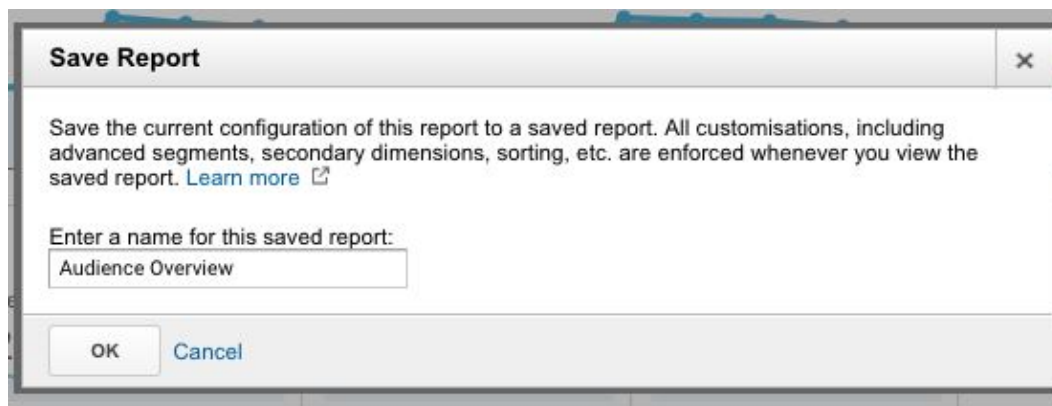 Save Report
Save the current configuration of this report to a saved report. All customisations, including
advanced segments, secondary dimensions, sorting, etc. are enforced whenever you view the
saved report. Learn more
Enter a name for this saved report:
Audience Overview
OK
Cancel